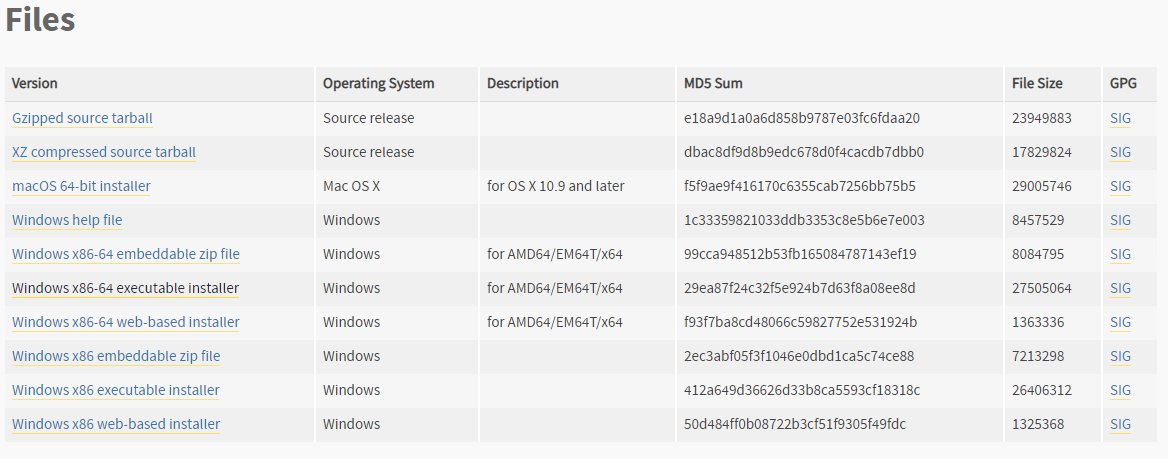 Files
Version Operating System Description MD5 Sum File Size GPG
Gzipped source tarball Source release e18a9d1a0a6d858b9787e03fc6fdaa20 23949883 SIG
XZ compressed source tarball Source release dbac8df9d8b9edc678d0f4cacdb7dbb0 17829824 SIG
macOS 64-bit installer Mac OS X for OS X 10.9 and later f5f9ae9f416170c6355cab7256bb75b5 29005746 SIG
Windows help file Windows 1c33359821033ddb3353c8e5b6e7e003 8457529 SIG
Windows x86-64 embeddable zip file Windows for AMD64/EM64T/x64 99cca948512b53fb165084787143ef19 8084795 SIG
Windows x86-64 executable installer Windows for AMD64/EM64T/x64 29ea87f24c32f5e924b7d63f8a08ee8d 27505064 SIG
Windows x86-64 web-based installer Windows for AMD64/EM64T/x64 f93f7ba8cd48066c59827752e531924b 1363336 SIG
Windows x86 embeddable zip file Windows 2ec3abf05f3f1046e0dbd1ca5c74ce88 7213298 SIG
Windows x86 executable installer Windows 412a649d36626d33b8ca5593cf18318c 26406312 SIG
Windows x86 web-based installer Windows 50d484ff0b08722b3cf51f9305f49fdc 1325368 SIG